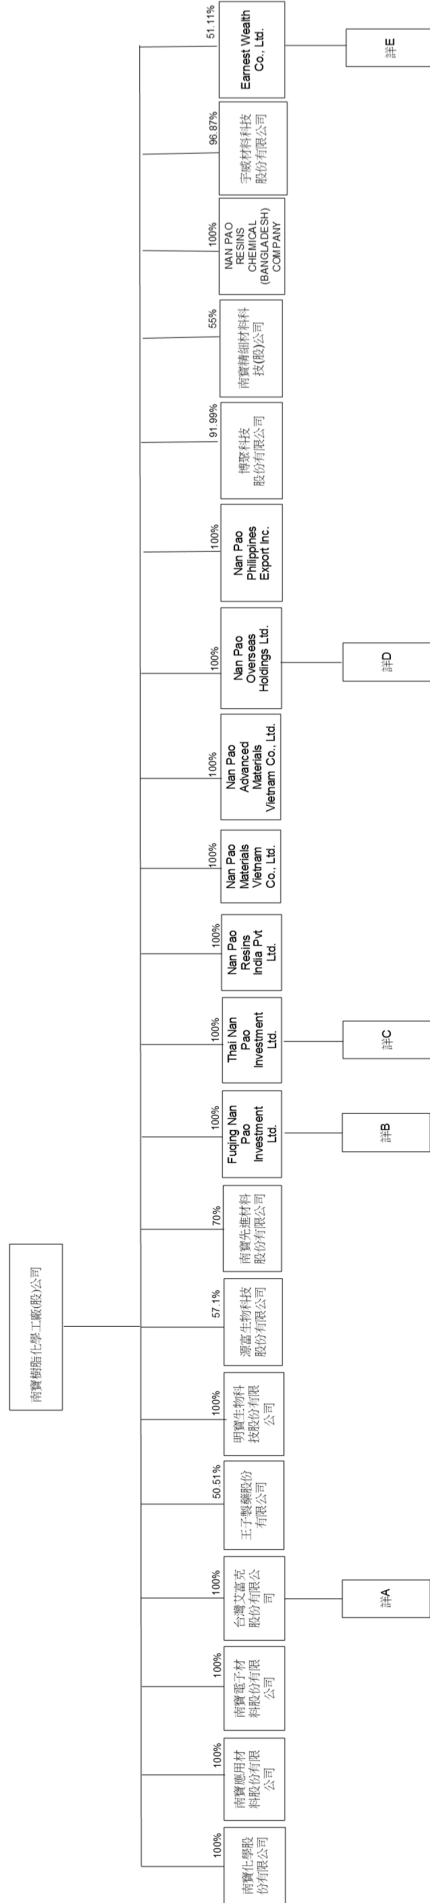 南寶樹脂化學工廠(股)公司
100%
南寶化學股
份有限公司
100%
南寶應用材
料股份有限
公司
100%
南寶電子材
料股份有限
公司
100%
台灣艾富克
股份有限公
司
詳A
50.51%
王子製藥股份
有限公司
100%
明寶生物科
技股份有限
公司
57.1%
源富生物科技
股份有限公司
70%
南寶先進材料
股份有限公司
100%
Fuqing Nan
Pao
Investment
Ltd.
詳B
100%
Thai Nan
Pao
Investment
Ltd.
詳C
100%
Nan Pao
Resins
India Pvt
Ltd.
100%
Nan Pao
Materials
Vietnam
Co., Ltd.
100%
Nan Pao
Advanced
Materials
Vietnam Co., Ltd.
100%
Nan Pao
Overseas
Holdings Ltd.
詳D
100%
Nan Pao
Philippines
Export Inc.
91.99%
博聚科技
股份有限公司
55%
南寶精細材料科
技(股)公司
100%
NAN PAO
RESINS
CHEMICAL
(BANGLADESH)
COMPANY
96.87%
宇威材料科技
股份有限公司
51.11%
Earnest Wealth
Co., Ltd.
詳E